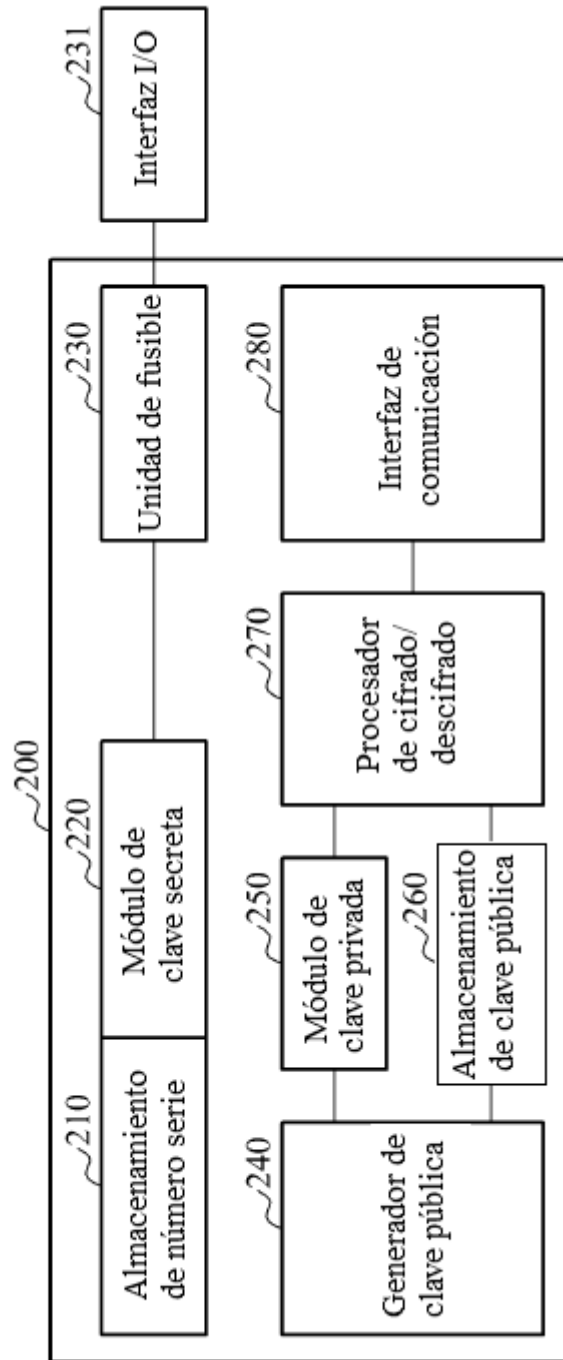 200
210
Almacenamiento
de número serie
220
Módulo de
clave secreta
230
Unidad de fusible
231
Interfaz I/O
240
Generador de
clave pública
250
Módulo de
clave privada
260
Almacenamiento
de clave pública
270
Procesador
de cifrado/
descifrado
280
Interfaz de
comunicación